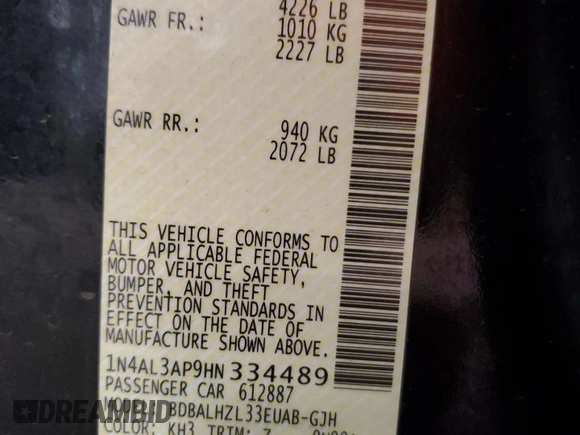 4226 LB
GAWR FR.: 1010 KG
2227 LB
GAWR RR.: 940 KG
2072 LB
THIS VEHICLE CONFORMS TO
ALL APPLICABLE FEDERAL
MOTOR VEHICLE SAFETY,
BUMPER, AND THEFT
PREVENTION STANDARDS IN
EFFECT ON THE DATE OF
MANUFACTURE SHOWN ABOVE.
1N4AL3AP9HN334489
PASSENGER CAR 612887
BDBALHZL33EUAB-GJH
COLOR: KH3 TRIM:
DREAMBID